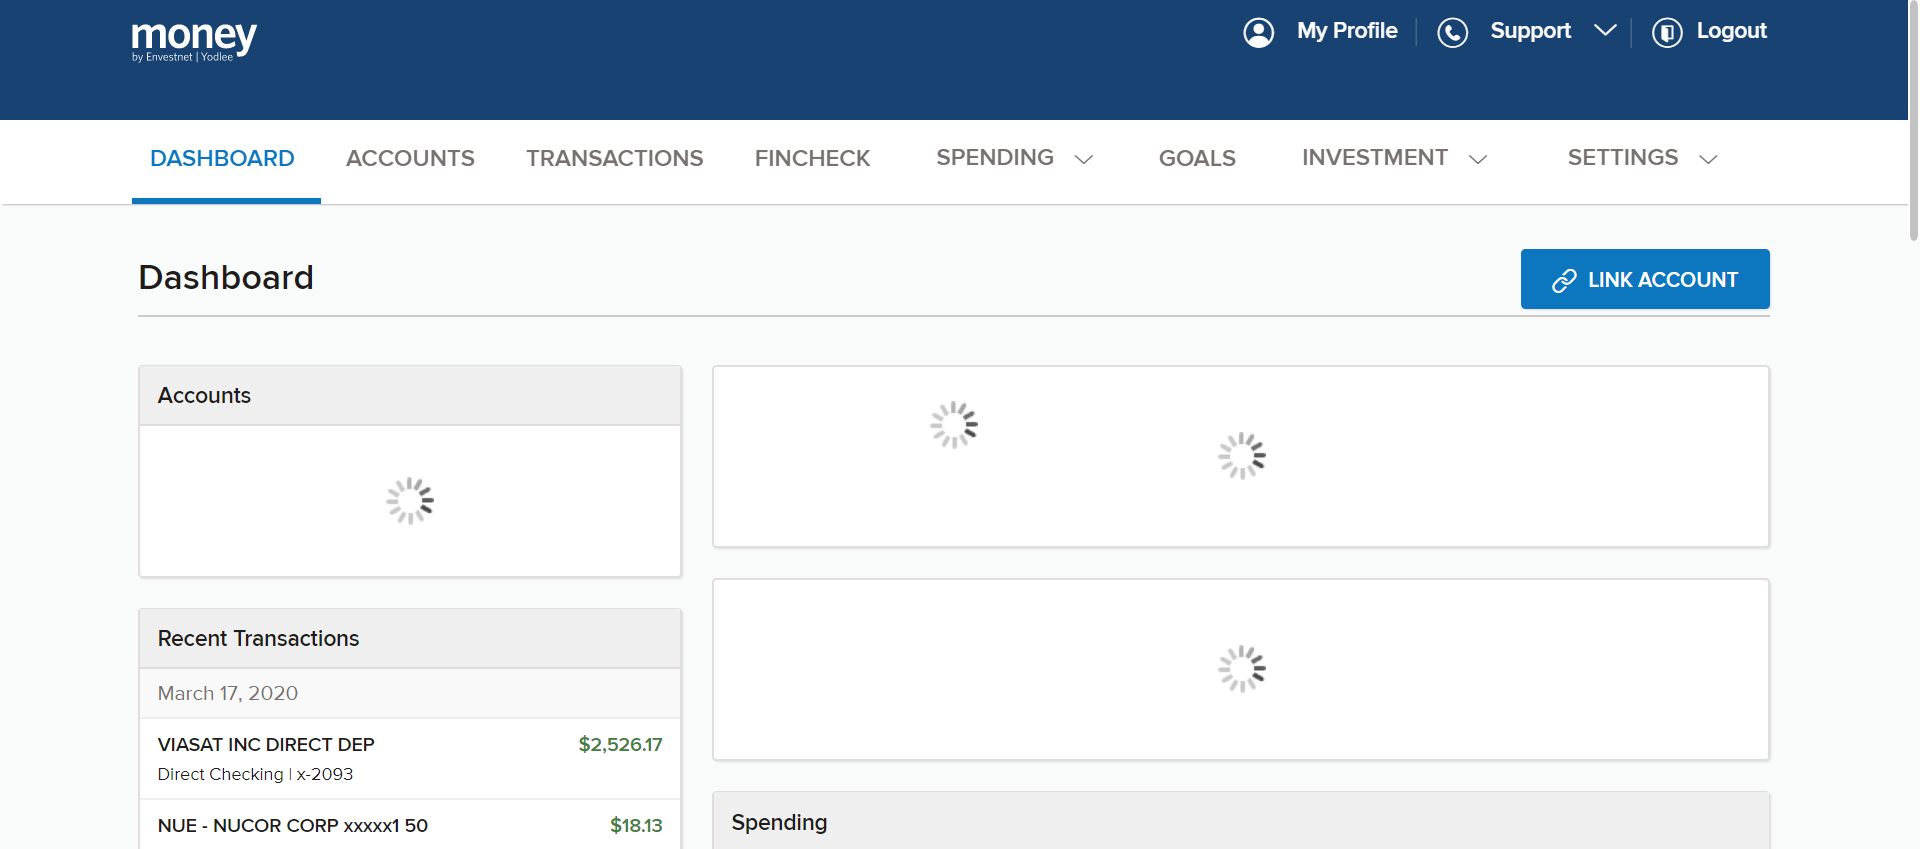 money
by Envestnet | Yodlee
My Profile
Support
Logout
DASHBOARD
ACCOUNTS
TRANSACTIONS
FINCHECK
SPENDING
GOALS
INVESTMENT
SETTINGS
Dashboard
LINK ACCOUNT
Accounts
Recent Transactions
March 17, 2020
VIASAT INC DIRECT DEP $2,526.17
Direct Checking | x-2093
NUE - NUCOR CORP xxxxx1 50 $18.13
Spending